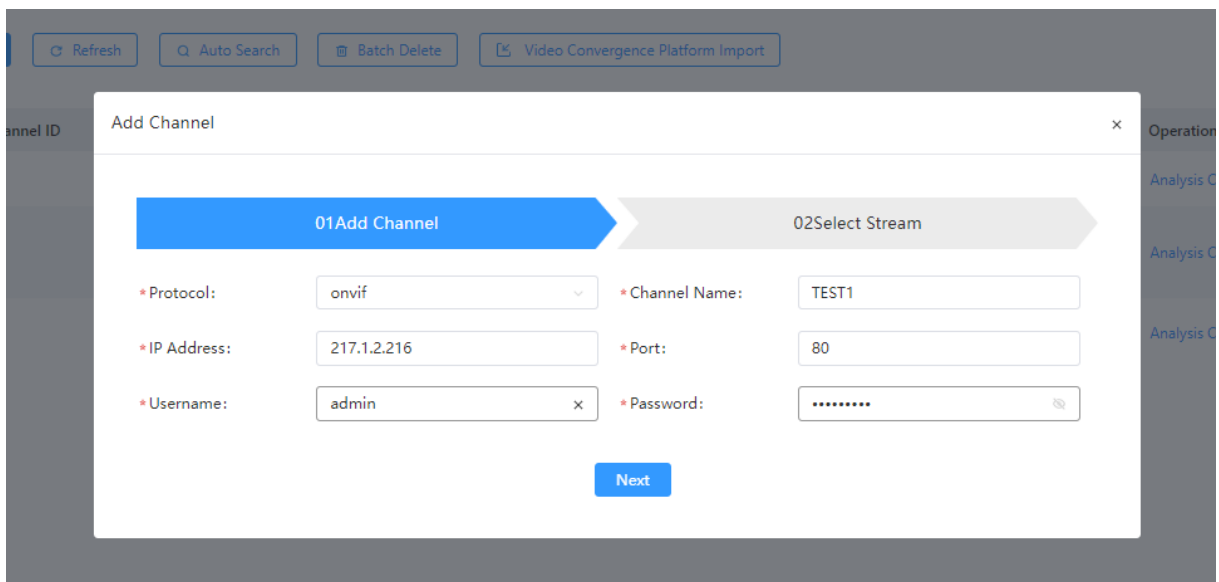 Refresh Auto Search Batch Delete Video Convergence Platform Import
annel ID Operation
Add Channel ×
Analysis C
01Add Channel 02Select Stream
Analysis C
*Protocol: onvif *Channel Name: TEST1
Analysis C
*IP Address: 217.1.2.216 *Port: 80
*Username: admin × *Password: •••••••••
Next